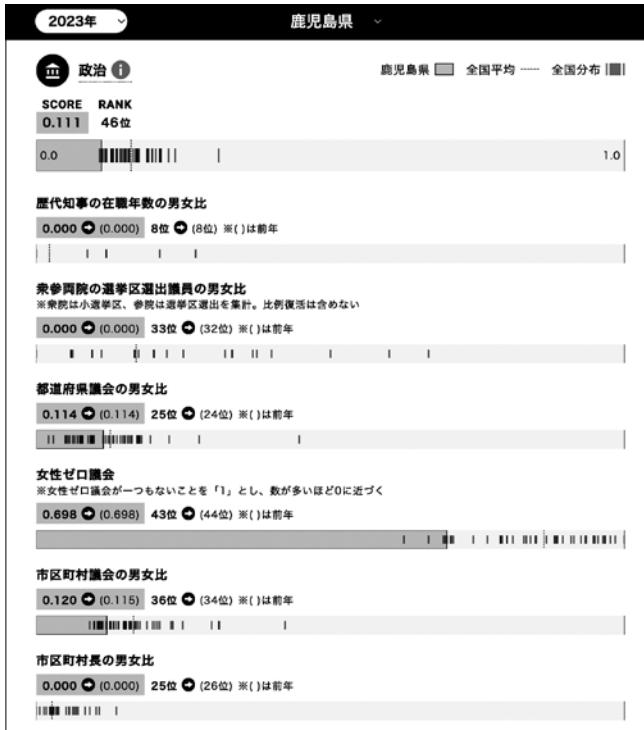 2023年 鹿児島県
政治 鹿児島県 全国平均 全国分布
SCORE RANK
0.111 46位
0.0 1.0
歴代知事の在職年数の男女比
0.000 (0.000) 8位 (8位) ※( )は前年
衆参両院の選挙区選出議員の男女比
※衆院は小選挙区、参院は選挙区選出を集計。比例復活は含めない
0.000 (0.000) 33位 (32位) ※( )は前年
都道府県議会の男女比
0.114 (0.114) 25位 (24位) ※( )は前年
女性ゼロ議会
※女性ゼロ議会が一つもないことを「1」とし、数が多いほど0に近づく
0.698 (0.698) 43位 (44位) ※( )は前年
市区町村議会の男女比
0.120 (0.115) 36位 (34位) ※( )は前年
市区町村長の男女比
0.000 (0.000) 25位 (26位) ※( )は前年